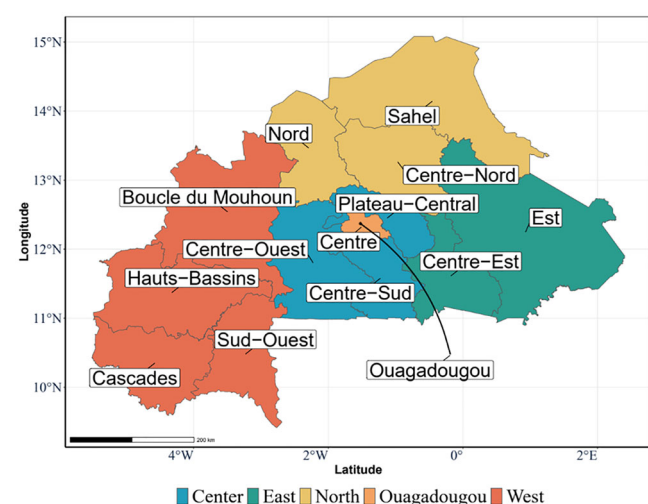 15°N
14°N
13°N
12°N
11°N
10°N
Longitude
Sahel
Nord
Centre−Nord
Boucle du Mouhoun
Plateau−Central
Est
Centre−Ouest
Centre
Centre−Est
Hauts−Bassins
Centre−Sud
Sud−Ouest
Ouagadougou
Cascades
200 km
4°W
2°W
0°
2°E
Latitude
Center East North Ouagadougou West